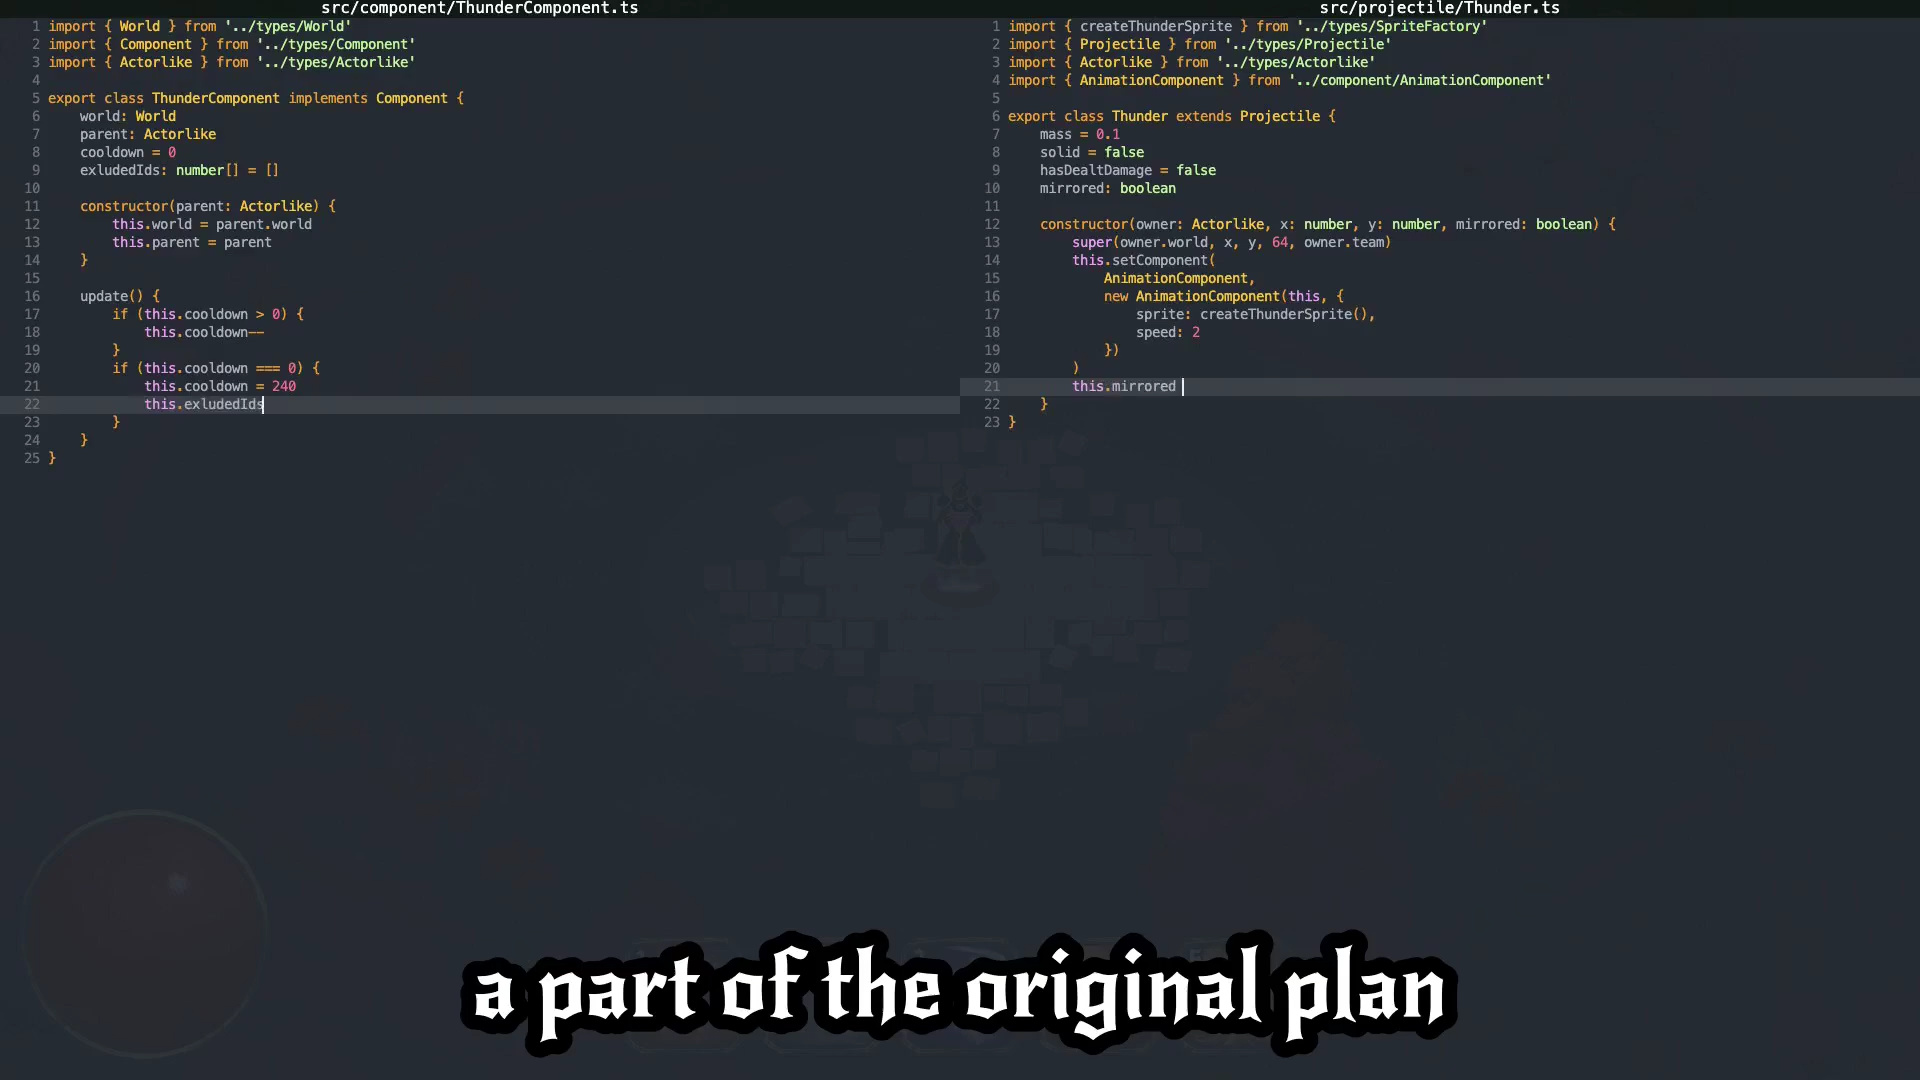 src/component/ThunderComponent.ts
1 import { World } from '../types/World'
2 import { Component } from '../types/Component'
3 import { Actorlike } from '../types/Actorlike'
4
5 export class ThunderComponent implements Component {
6 world: World
7 parent: Actorlike
8 cooldown = 0
9 exludedIds: number[] = []
10
11 constructor(parent: Actorlike) {
12 this.world = parent.world
13 this.parent = parent
14 }
15
16 update() {
17 if (this.cooldown > 0) {
18 this.cooldown--
19 }
20 if (this.cooldown === 0) {
21 this.cooldown = 240
22 this.exludedIds
23 }
24 }
25 }
src/projectile/Thunder.ts
1 import { createThunderSprite } from '../types/SpriteFactory'
2 import { Projectile } from '../types/Projectile'
3 import { Actorlike } from '../types/Actorlike'
4 import { AnimationComponent } from '../component/AnimationComponent'
5
6 export class Thunder extends Projectile {
7 mass = 0.1
8 solid = false
9 hasDealtDamage = false
10 mirrored: boolean
11
12 constructor(owner: Actorlike, x: number, y: number, mirrored: boolean) {
13 super(owner.world, x, y, 64, owner.team)
14 this.setComponent(
15 AnimationComponent,
16 new AnimationComponent(this, {
17 sprite: createThunderSprite(),
18 speed: 2
19 })
20 )
21 this.mirrored
22 }
23 }
a part of the original plan